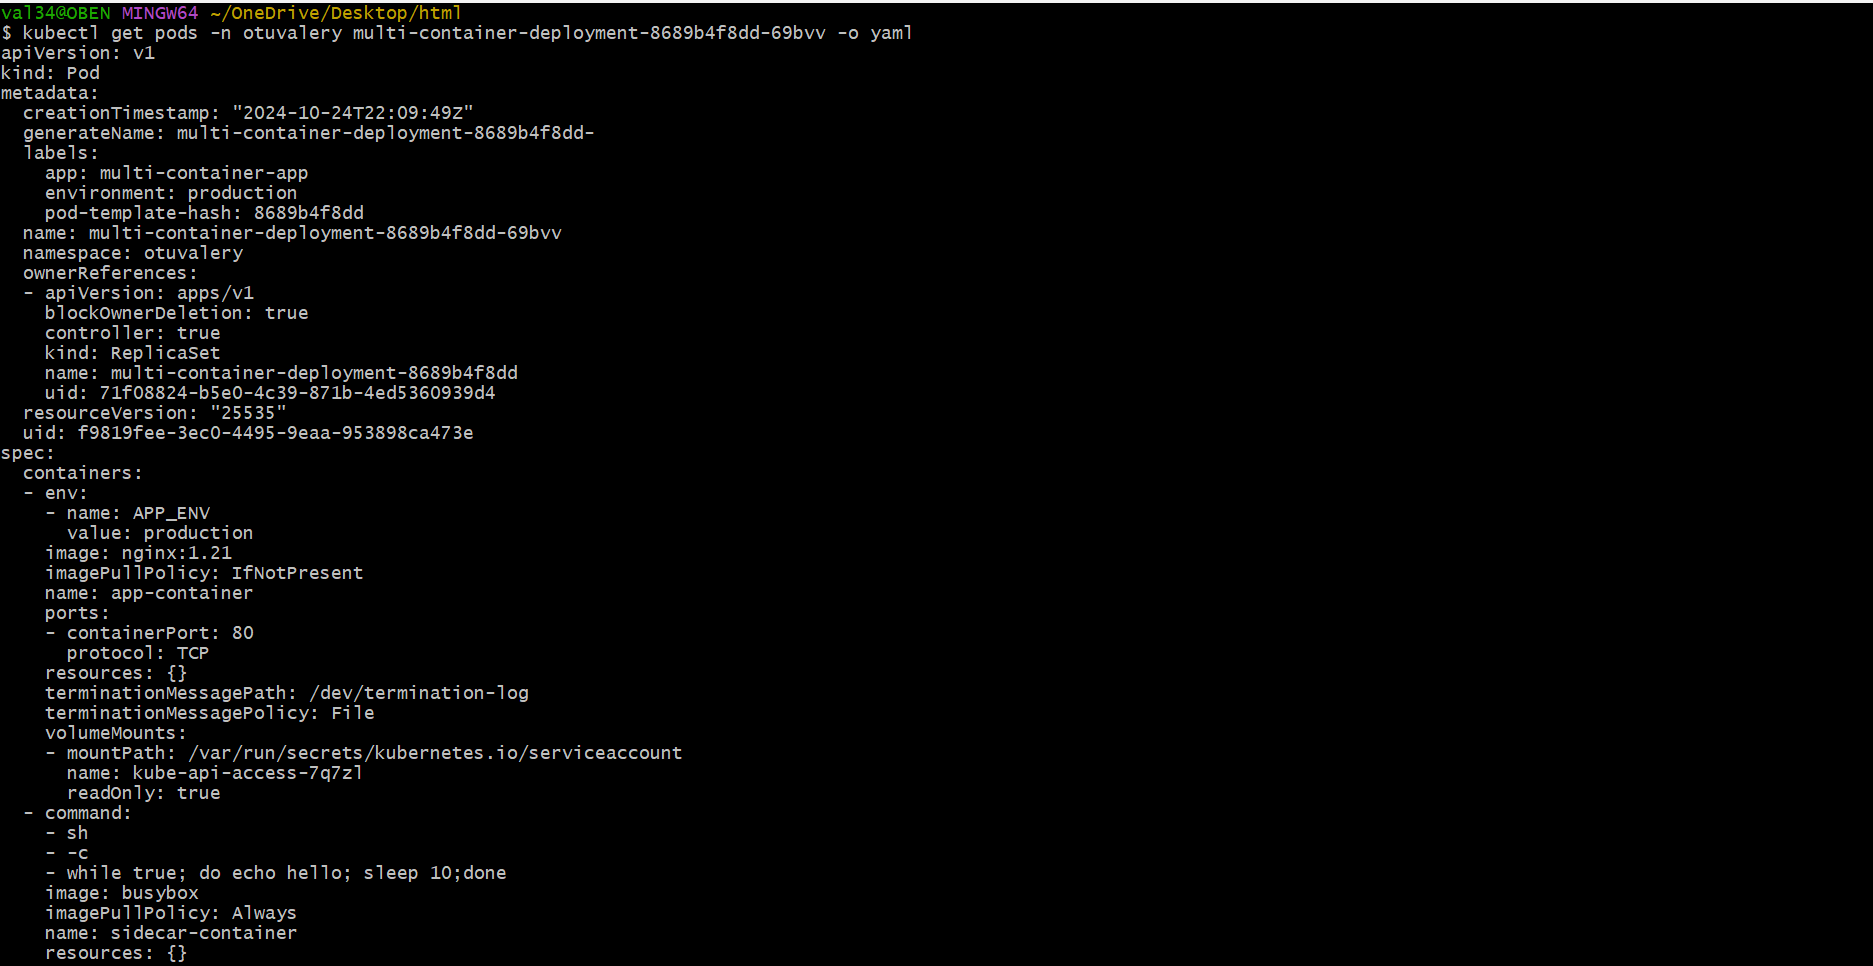 val34@OBEN MINGW64 ~/OneDrive/Desktop/html
$ kubectl get pods -n otuvalery multi-container-deployment-8689b4f8dd-69bvv -o yaml
apiVersion: v1
kind: Pod
metadata:
  creationTimestamp: "2024-10-24T22:09:49Z"
  generateName: multi-container-deployment-8689b4f8dd-
  labels:
    app: multi-container-app
    environment: production
    pod-template-hash: 8689b4f8dd
  name: multi-container-deployment-8689b4f8dd-69bvv
  namespace: otuvalery
  ownerReferences:
  - apiVersion: apps/v1
    blockOwnerDeletion: true
    controller: true
    kind: ReplicaSet
    name: multi-container-deployment-8689b4f8dd
    uid: 71f08824-b5e0-4c39-871b-4ed5360939d4
  resourceVersion: "25535"
  uid: f9819fee-3ec0-4495-9eaa-953898ca473e
spec:
  containers:
  - env:
    - name: APP_ENV
      value: production
    image: nginx:1.21
    imagePullPolicy: IfNotPresent
    name: app-container
    ports:
    - containerPort: 80
      protocol: TCP
    resources: {}
    terminationMessagePath: /dev/termination-log
    terminationMessagePolicy: File
    volumeMounts:
    - mountPath: /var/run/secrets/kubernetes.io/serviceaccount
      name: kube-api-access-7q7zl
      readOnly: true
  - command:
    - sh
    - -c
    - while true; do echo hello; sleep 10;done
    image: busybox
    imagePullPolicy: Always
    name: sidecar-container
    resources: {}